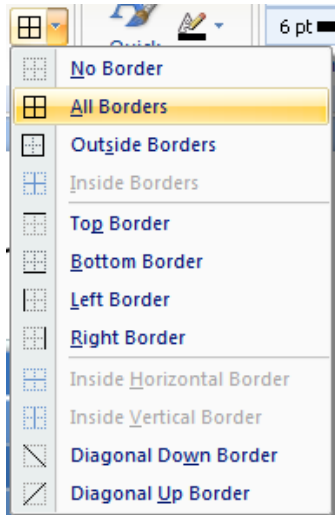 6 pt
Quick
No Border
All Borders
Outside Borders
Inside Borders
Top Border
Bottom Border
Left Border
Right Border
Inside Horizontal Border
Inside Vertical Border
Diagonal Down Border
Diagonal Up Border